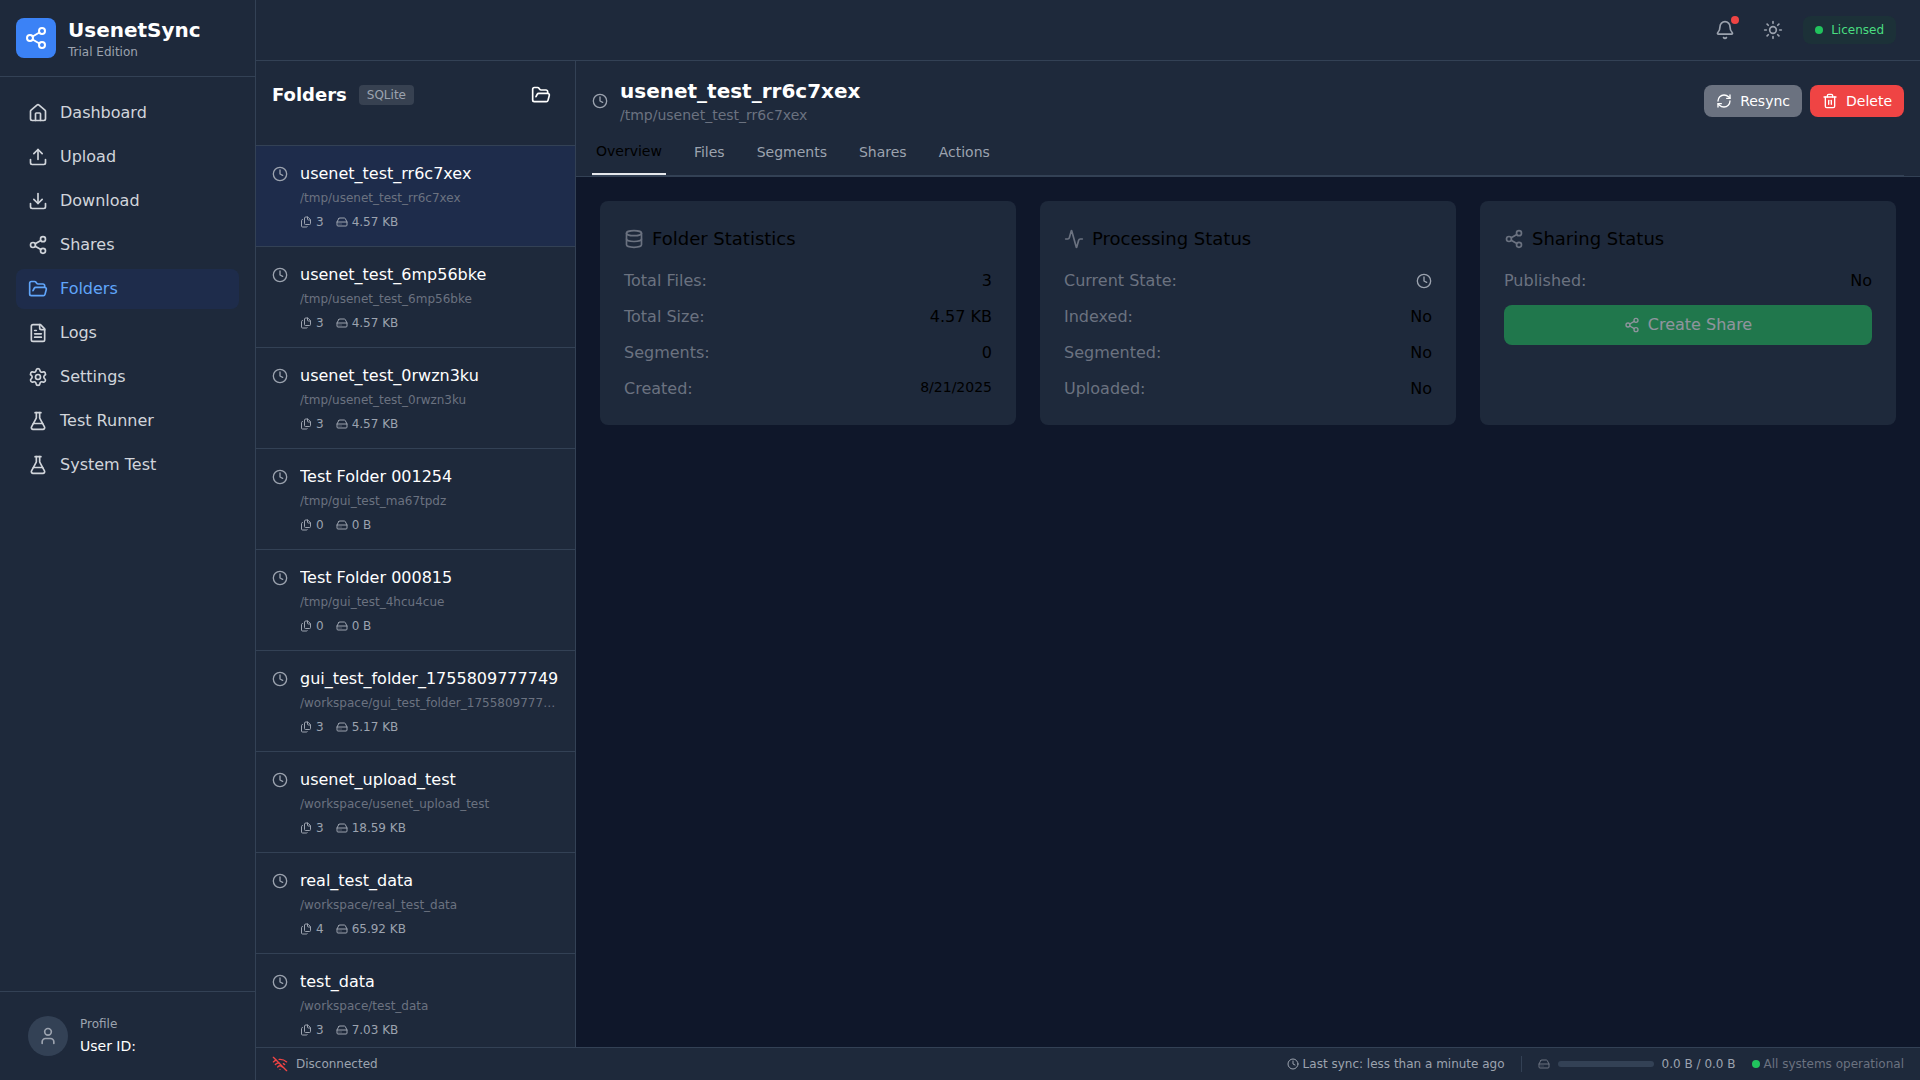 UsenetSync
Trial Edition
Dashboard
Upload
Download
Shares
Folders
Logs
Settings
Test Runner
System Test
Profile
User ID:
Licensed
Folders SQLite
usenet_test_rr6c7xex
/tmp/usenet_test_rr6c7xex
3 4.57 KB
usenet_test_6mp56bke
/tmp/usenet_test_6mp56bke
3 4.57 KB
usenet_test_0rwzn3ku
/tmp/usenet_test_0rwzn3ku
3 4.57 KB
Test Folder 001254
/tmp/gui_test_ma67tpdz
0 0 B
Test Folder 000815
/tmp/gui_test_4hcu4cue
0 0 B
gui_test_folder_1755809777749
/workspace/gui_test_folder_1755809777...
3 5.17 KB
usenet_upload_test
/workspace/usenet_upload_test
3 18.59 KB
real_test_data
/workspace/real_test_data
4 65.92 KB
test_data
/workspace/test_data
3 7.03 KB
usenet_test_rr6c7xex
/tmp/usenet_test_rr6c7xex
Resync Delete
Overview Files Segments Shares Actions
Folder Statistics
Total Files: 3
Total Size: 4.57 KB
Segments: 0
Created: 8/21/2025
Processing Status
Current State:
Indexed: No
Segmented: No
Uploaded: No
Sharing Status
Published: No
Create Share
Disconnected
Last sync: less than a minute ago
0.0 B / 0.0 B
All systems operational